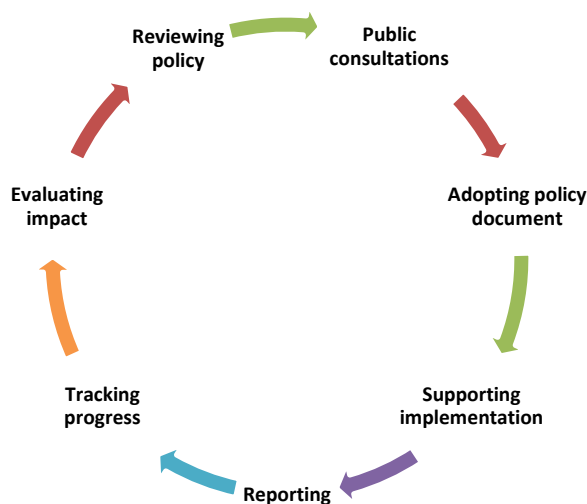 Reviewing
policy
Public
consultations
Adopting policy
document
Supporting
implementation
Reporting
Tracking
progress
Evaluating
impact